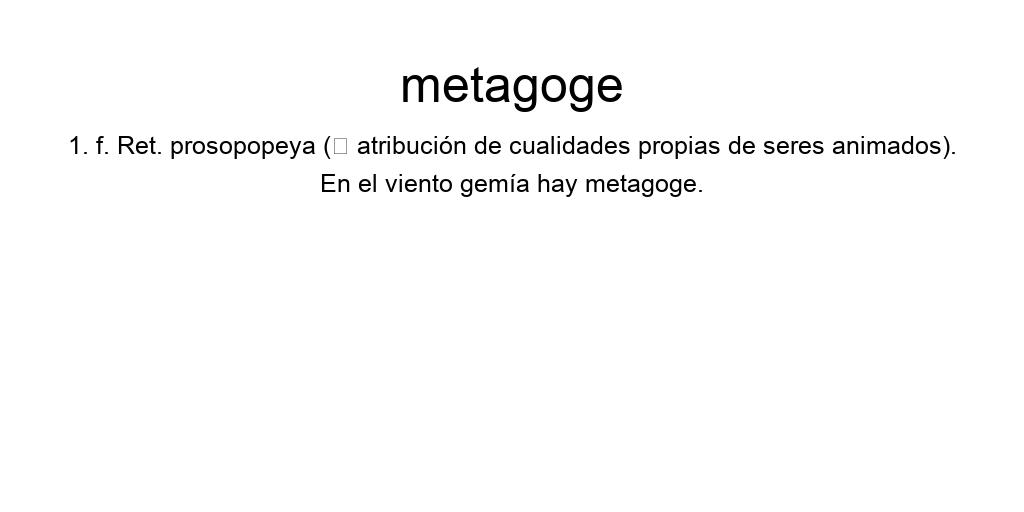 metagoge
1. f. Ret. prosopopeya (□ atribución de cualidades propias de seres animados).
En el viento gemía hay metagoge.